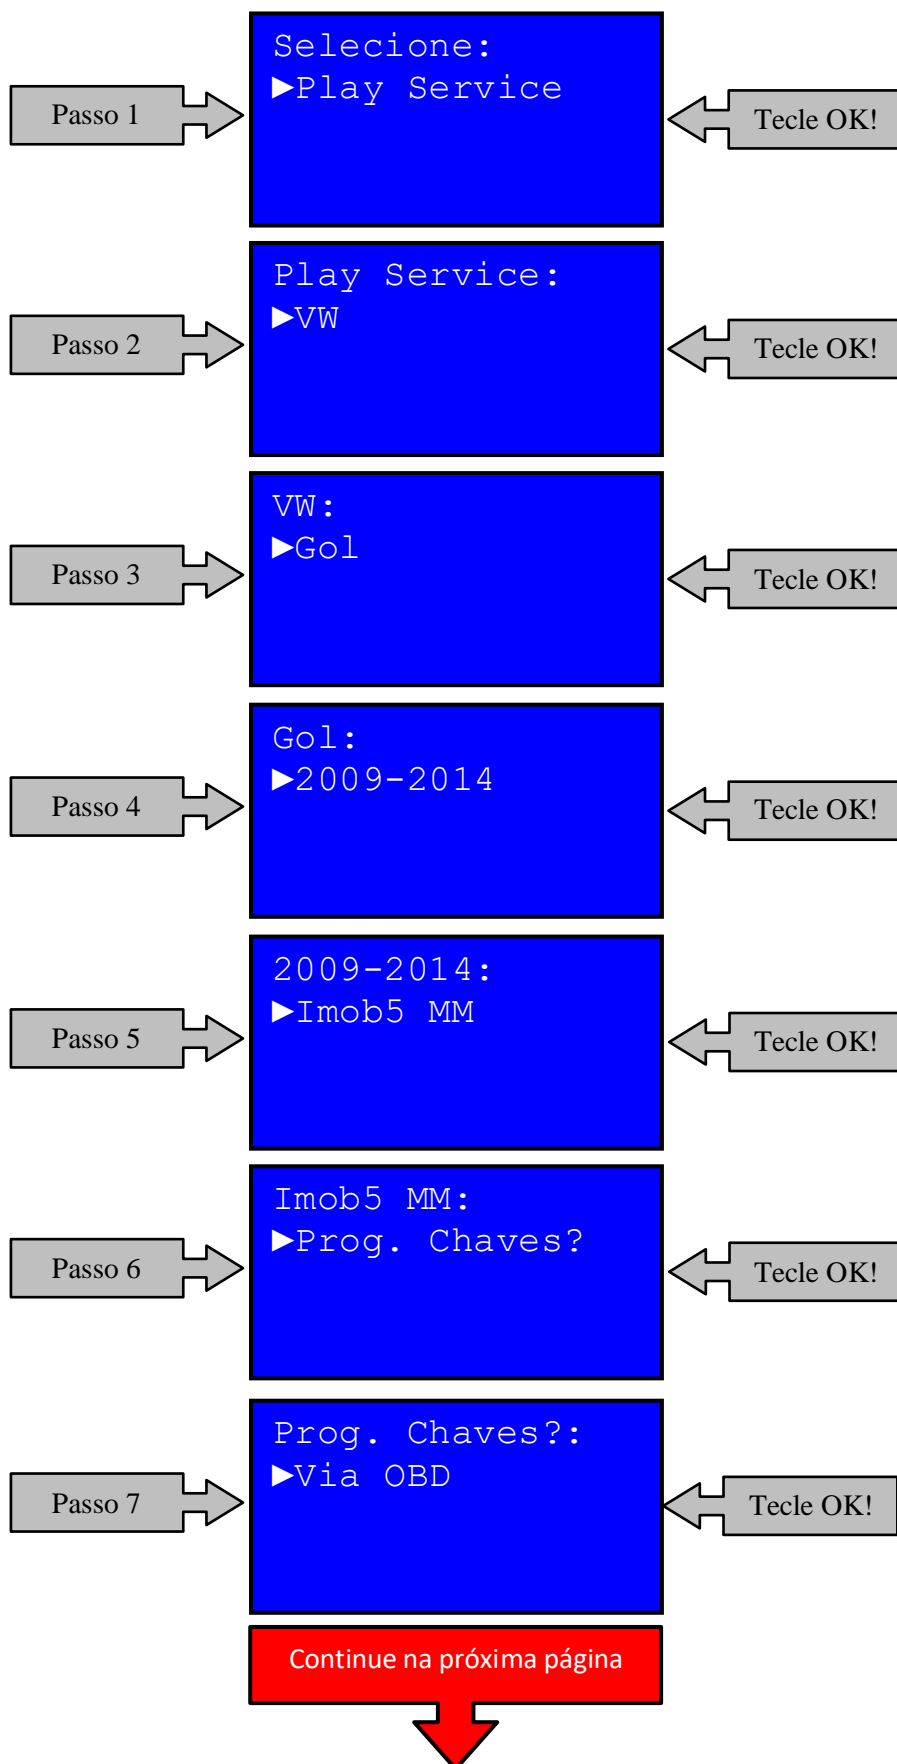 Selecione:
►Play Service
Passo 1
Tecle OK!
Play Service:
►VW
Passo 2
Tecle OK!
VW:
►Gol
Passo 3
Tecle OK!
Gol:
►2009-2014
Passo 4
Tecle OK!
2009-2014:
►Imob5 MM
Passo 5
Tecle OK!
Imob5 MM:
►Prog. Chaves?
Passo 6
Tecle OK!
Prog. Chaves?:
►Via OBD
Passo 7
Tecle OK!
Continue na próxima página